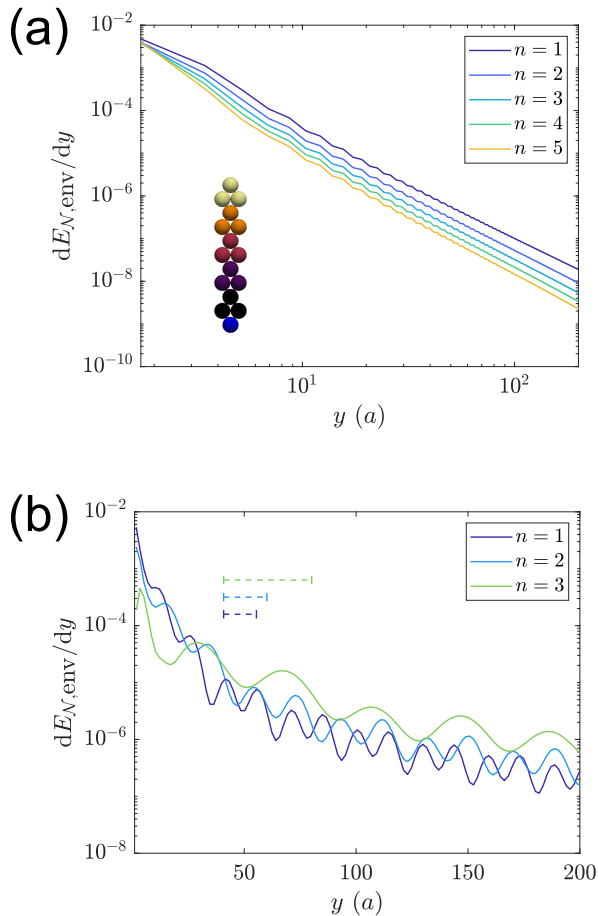 (a)
10^{-2}
10^{-4}
10^{-6}
10^{-8}
10^{-10}
dE_{𝒩,env}/dy
n = 1
n = 2
n = 3
n = 4
n = 5
10^1
10^2
y (a)
(b)
10^{-2}
10^{-4}
10^{-6}
10^{-8}
dE_{𝒩,env}/dy
n = 1
n = 2
n = 3
50
100
150
200
y (a)